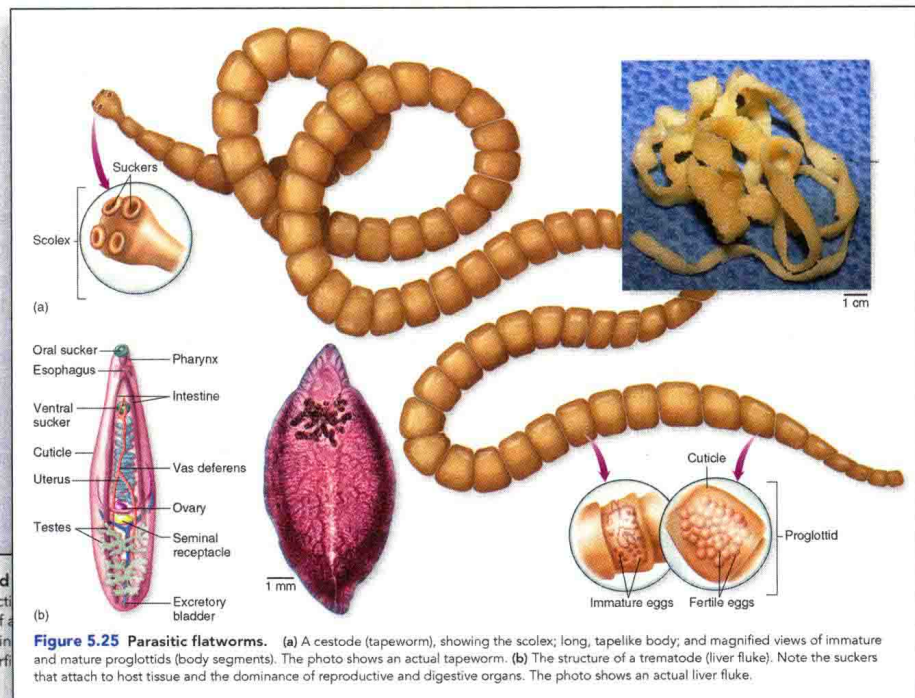 Suckers
Scolex
(a)
1 cm
Oral sucker
Pharynx
Esophagus
Intestine
Ventral
sucker
Cuticle
Vas deferens
Uterus
Ovary
Testes
Seminal
receptacle
Excretory
bladder
(b)
1 mm
Cuticle
Proglottid
Immature eggs
Fertile eggs
Figure 5.25 Parasitic flatworms. (a) A cestode (tapeworm), showing the scolex; long, tapelike body; and magnified views of immature
and mature proglottids (body segments). The photo shows an actual tapeworm. (b) The structure of a trematode (liver fluke). Note the suckers
that attach to host tissue and the dominance of reproductive and digestive organs. The photo shows an actual liver fluke.